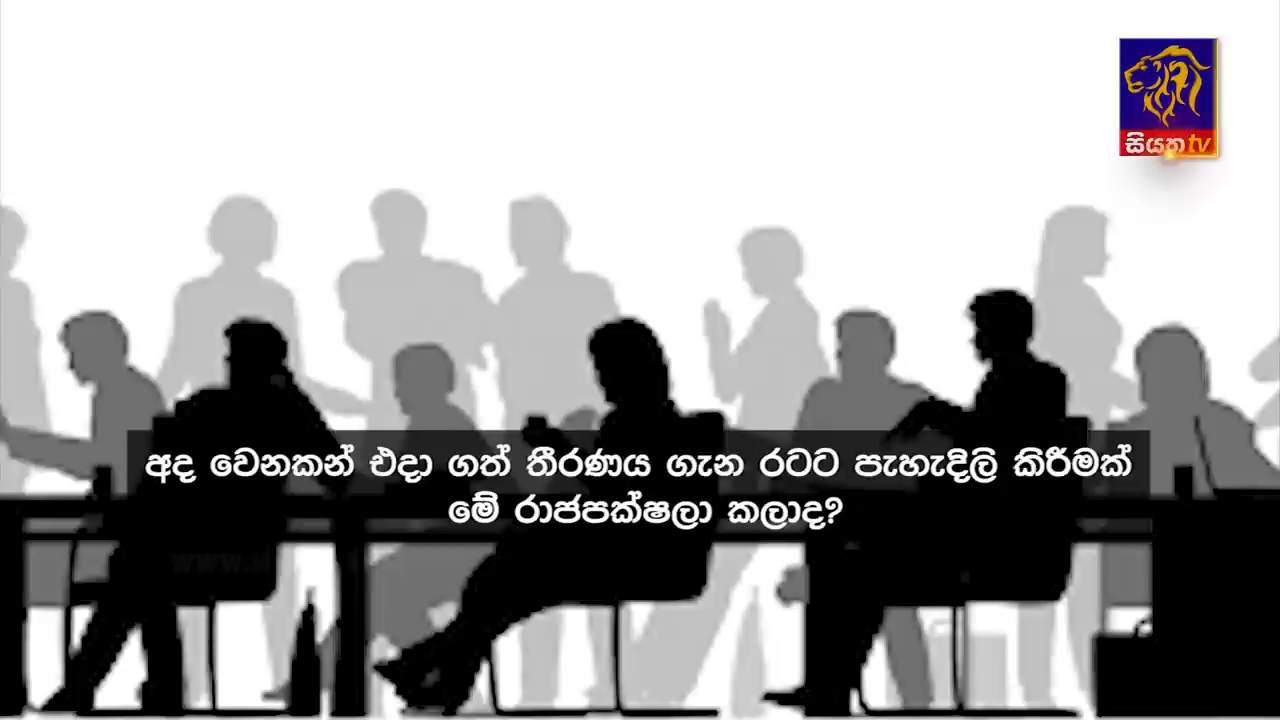 සියත tv
අද වෙනකන් එදා ගත් තීරණය ගැන රටට පැහැදිලි කිරීමක්
මේ රාජපක්ෂලා කලාද?